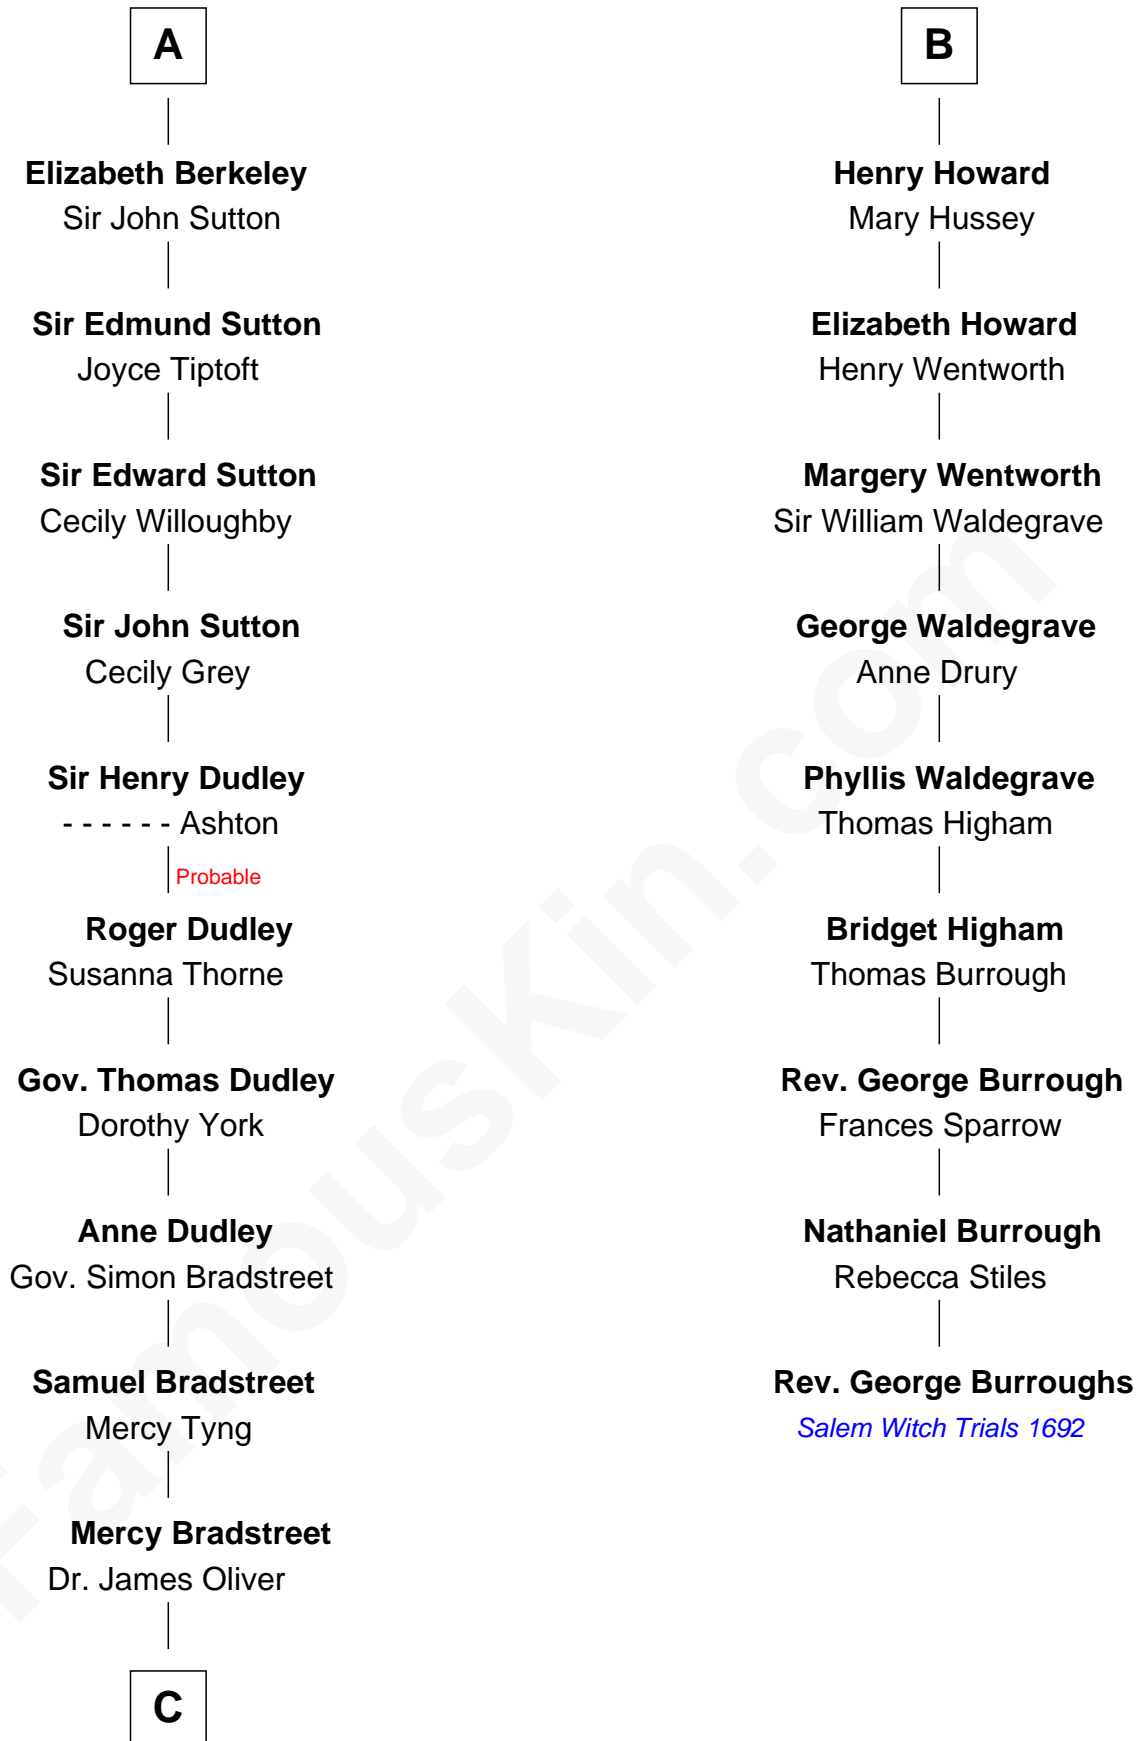 A
Elizabeth Berkeley
Sir John Sutton
Sir Edmund Sutton
Joyce Tiptoft
Sir Edward Sutton
Cecily Willoughby
Sir John Sutton
Cecily Grey
Sir Henry Dudley
- - - - - - Ashton
Probable
Roger Dudley
Susanna Thorne
Gov. Thomas Dudley
Dorothy York
Anne Dudley
Gov. Simon Bradstreet
Samuel Bradstreet
Mercy Tyng
Mercy Bradstreet
Dr. James Oliver
C
B
Henry Howard
Mary Hussey
Elizabeth Howard
Henry Wentworth
Margery Wentworth
Sir William Waldegrave
George Waldegrave
Anne Drury
Phyllis Waldegrave
Thomas Higham
Bridget Higham
Thomas Burrough
Rev. George Burrough
Frances Sparrow
Nathaniel Burrough
Rebecca Stiles
Rev. George Burroughs
Salem Witch Trials 1692
FamousKin.com